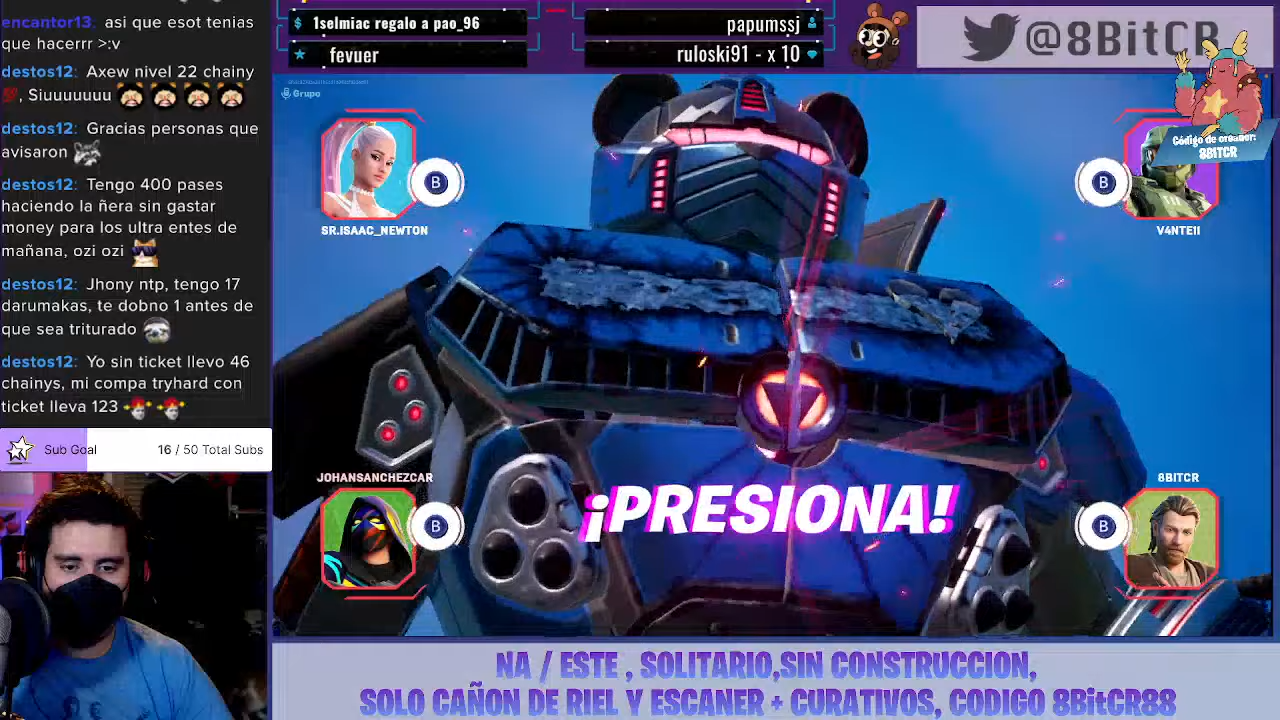 encantor13: asi que esot tenias
que hacerrr >:v
destos12: Axew nivel 22 chainy
💯, Siuuuuuu
destos12: Gracias personas que
avisaron
destos12: Tengo 400 pases
haciendo la ñera sin gastar
money para los ultra entes de
mañana, ozi ozi
destos12: Jhony ntp, tengo 17
darumakas, te dobno 1 antes de
que sea triturado
destos12: Yo sin ticket llevo 46
chainys, mi compa tryhard con
ticket lleva 123
Sub Goal 16 / 50 Total Subs
$ 1selmiac regalo a pao_96
fevuer
papumssj
ruloski91 - x 10
@8BitCR
Código de creador:
8BITCR
Grupo
B
SR.ISAAC_NEWTON
B
V4NTEII
JOHANSANCHEZCAR
B
8BITCR
B
¡PRESIONA!
NA / ESTE , SOLITARIO,SIN CONSTRUCCION,
SOLO CAÑON DE RIEL Y ESCANER + CURATIVOS, CODIGO 8BitCR88